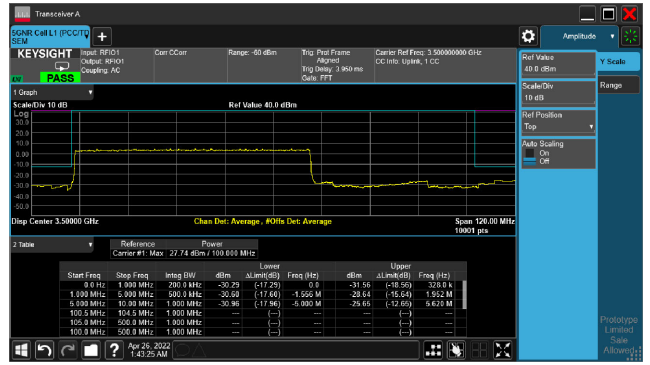 Transceiver A
5GNR Cell L1 (PCC/TQ
SEM
KEYSIGHT
Input: RFIO1
Output: RFIO1
Coupling: AC
Corr CCorr
Range: -60 dBm
Trig: Prot Frame
Aligned
Trig Delay: 3.950 ms
Gate: FFT
Carrier Ref Freq: 3.500000000 GHz
CC Info: Uplink, 1 CC
PASS
1 Graph
Scale/Div 10 dB
Ref Value 40.0 dBm
Log
30.0
20.0
10.0
0.00
-10.0
-20.0
-30.0
-40.0
-50.0
Disp Center 3.50000 GHz
Chan Det: Average, #Offs Det: Average
Span 120.00 MHz
10001 pts
2 Table
Reference Power
Carrier #1: Max 27.74 dBm / 100.000 MHz
Lower Upper
Start Freq Stop Freq Integ BW dBm ΔLimit(dB) Freq (Hz) dBm ΔLimit(dB) Freq (Hz)
0.0 Hz 1.000 MHz 200.0 kHz -30.29 (-17.29) 0.0 -31.56 (-18.56) 328.0 k
1.000 MHz 5.000 MHz 500.0 kHz -30.60 (-17.60) -1.556 M -28.64 (-15.64) 1.952 M
5.000 MHz 10.00 MHz 1.000 MHz -30.96 (-17.96) -5.000 M -25.65 (-12.65) 5.620 M
100.5 MHz 104.5 MHz 1.000 MHz --- (---) --- --- (---) ---
105.0 MHz 500.0 MHz 1.000 MHz --- (---) --- --- (---) ---
100.0 MHz 500.0 MHz 1.000 MHz --- (---) --- --- (---) ---
Apr 26, 2022
1:43:25 AM
Amplitude
Ref Value
40.0 dBm
Scale/Div
10 dB
Ref Position
Top
Auto Scaling
On
Off
Y Scale
Range
Prototype
Limited
Sale
Allowed